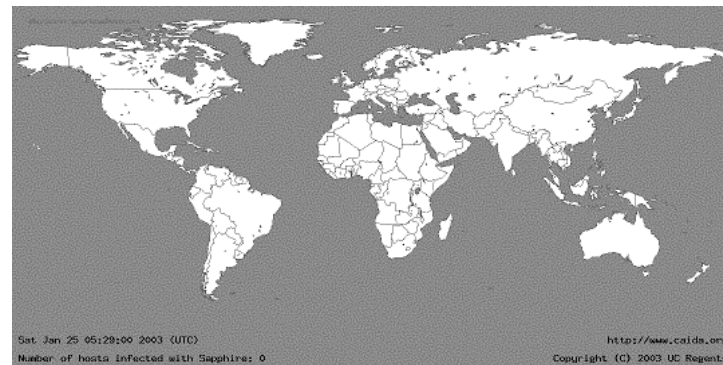 Sat Jan 25 05:29:00 2003 (UTC)
http://www.caida.or
Number of hosts infected with Sapphire: 0
Copyright (C) 2003 UC Regent